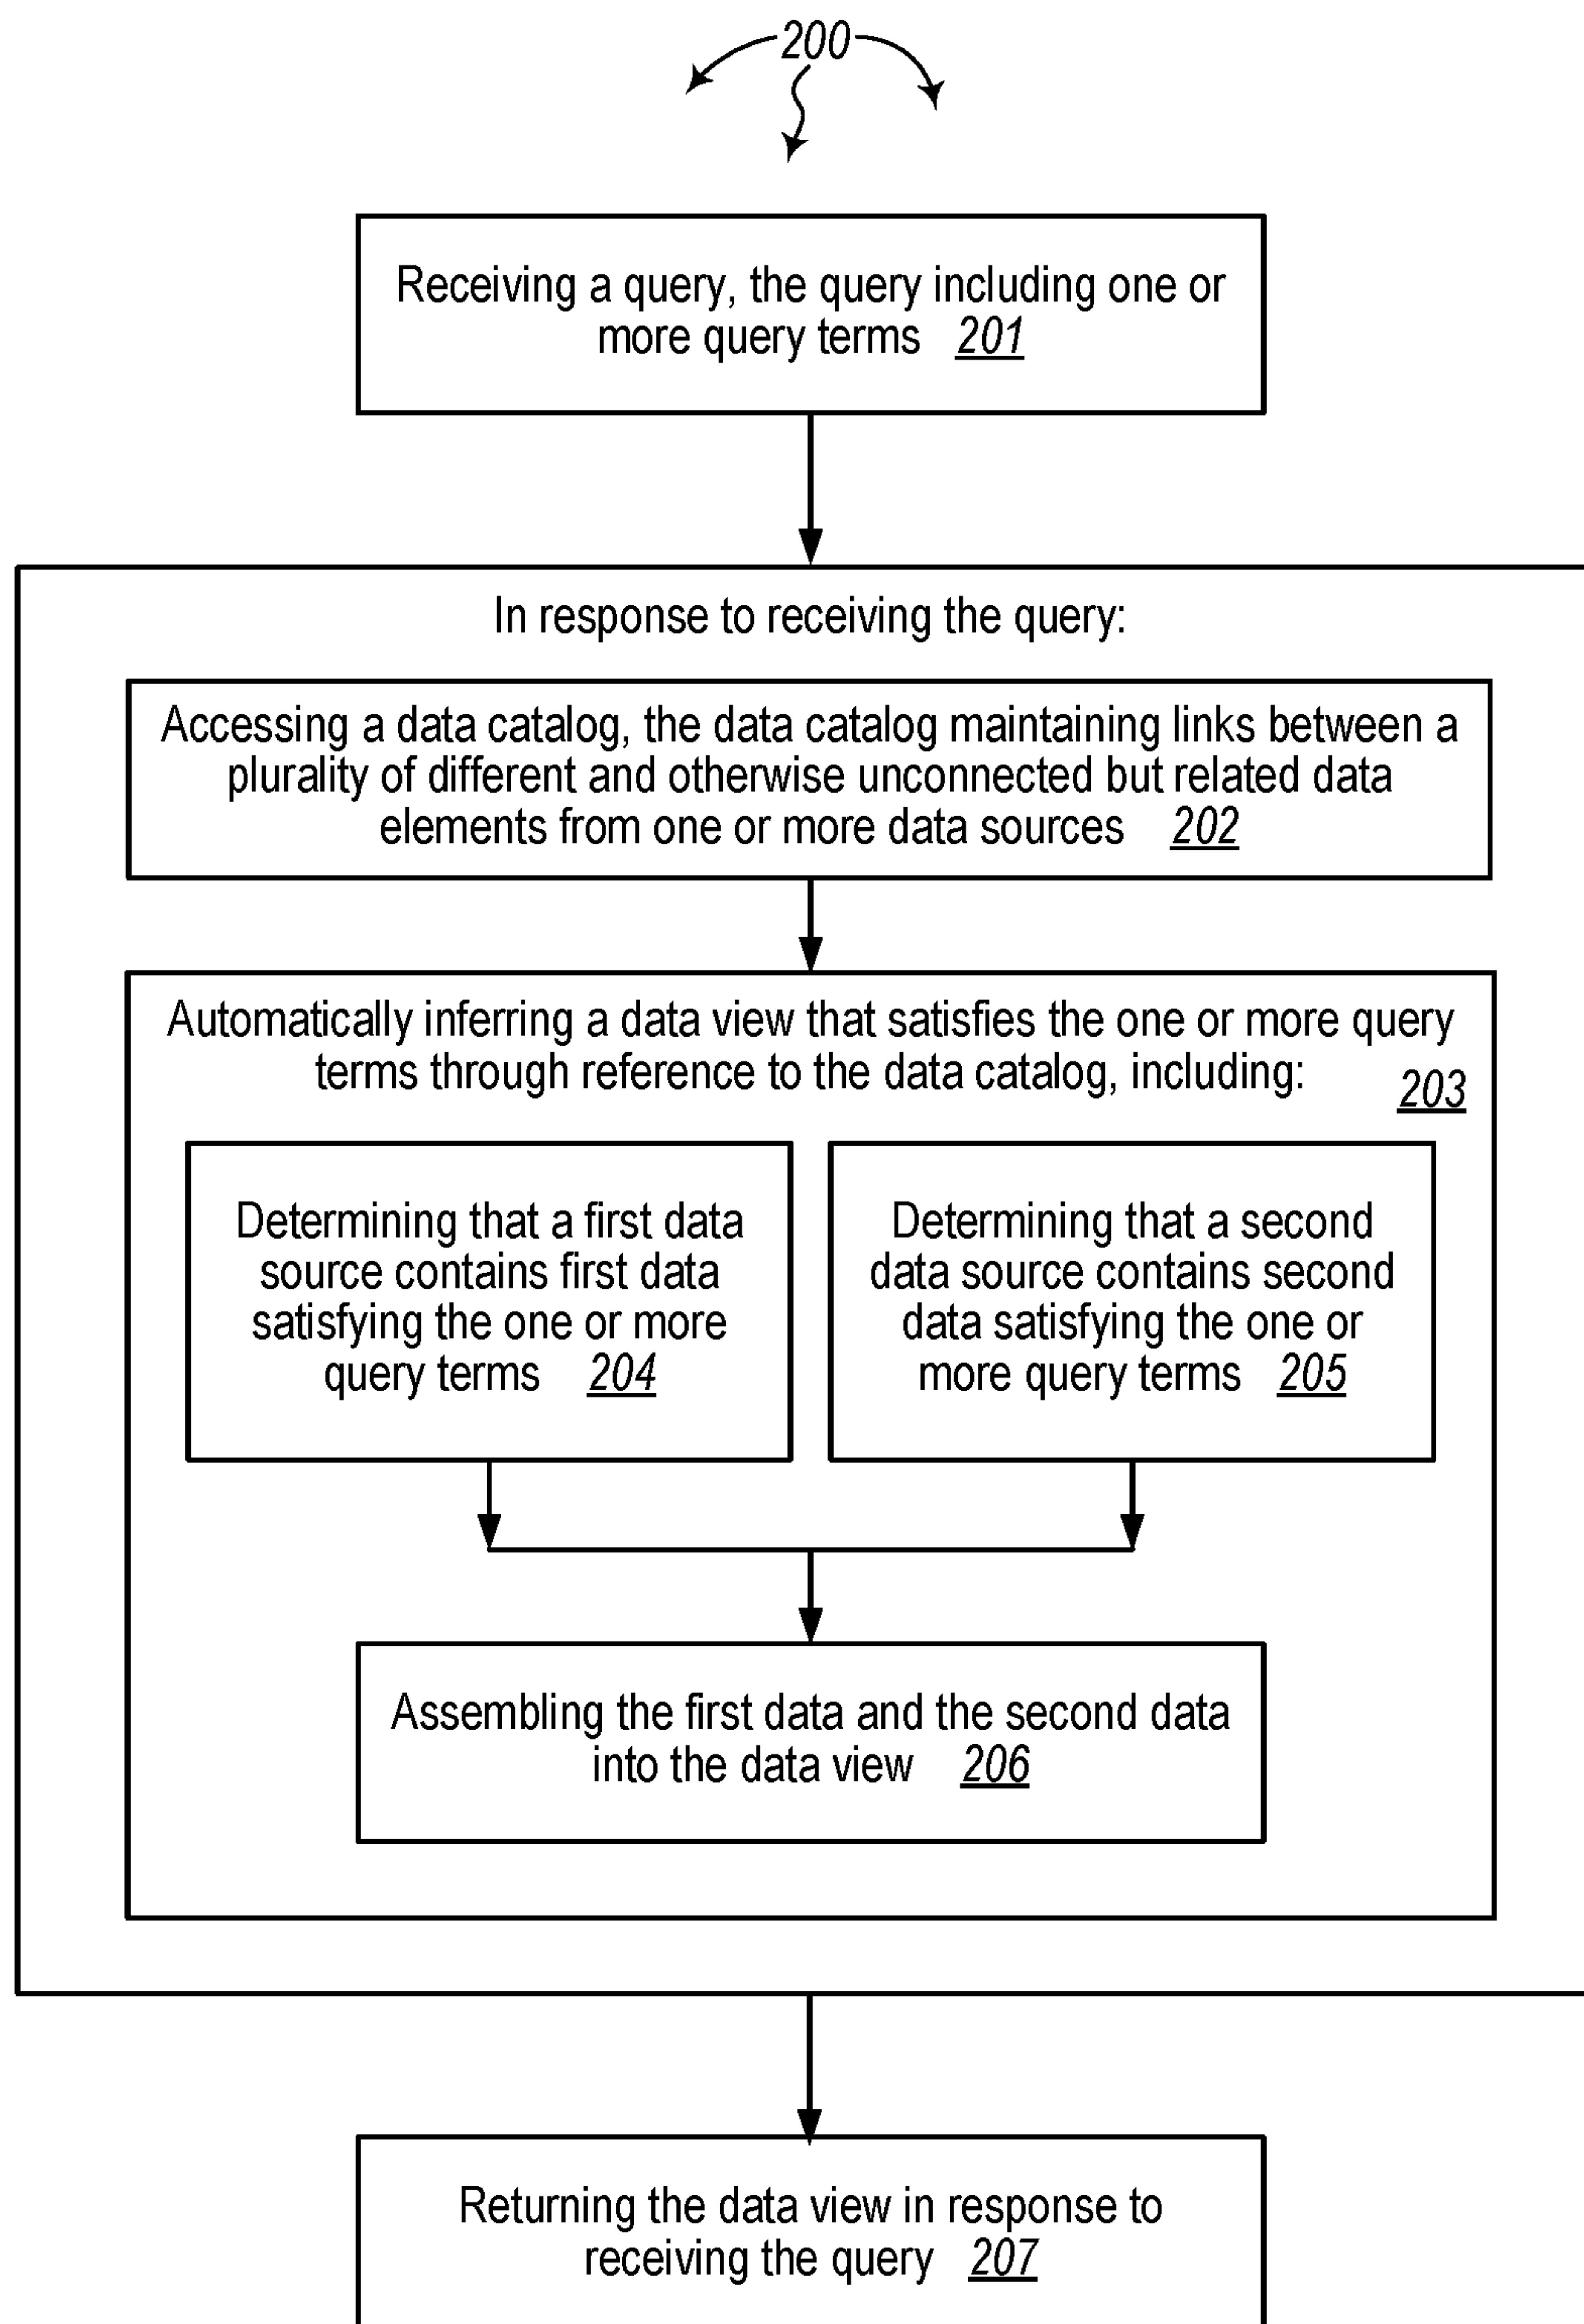 200
Receiving a query, the query including one or
more query terms 201
In response to receiving the query:
Accessing a data catalog, the data catalog maintaining links between a
plurality of different and otherwise unconnected but related data
elements from one or more data sources 202
Automatically inferring a data view that satisfies the one or more query
terms through reference to the data catalog, including:
203
Determining that a first data
source contains first data
satisfying the one or more
query terms 204
Determining that a second
data source contains second
data satisfying the one or
more query terms 205
Assembling the first data and the second data
into the data view 206
Returning the data view in response to
receiving the query 207